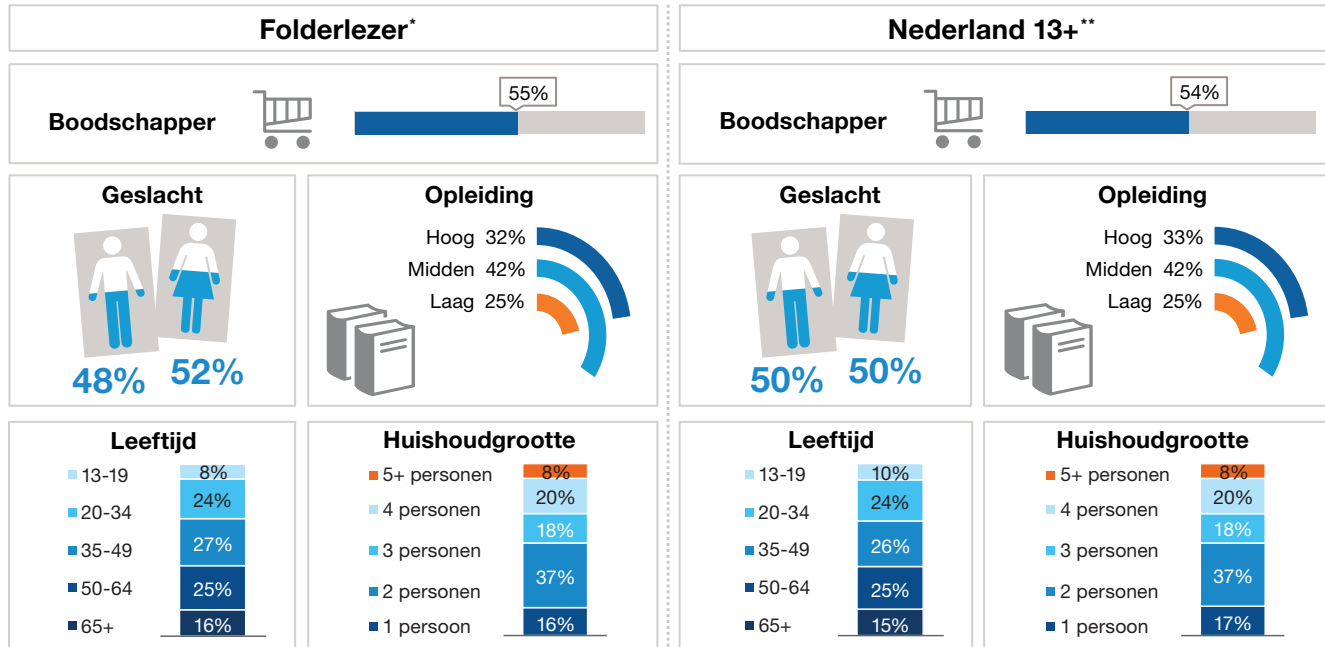 Folderlezer*
Boodschapper
55%
Geslacht
48%
52%
Opleiding
Hoog 32%
Midden 42%
Laag 25%
Leeftijd
13-19 8%
20-34 24%
35-49 27%
50-64 25%
65+ 16%
Huishoudgrootte
5+ personen 8%
4 personen 20%
3 personen 18%
2 personen 37%
1 persoon 16%
Nederland 13+**
Boodschapper
54%
Geslacht
50%
50%
Opleiding
Hoog 33%
Midden 42%
Laag 25%
Leeftijd
13-19 10%
20-34 24%
35-49 26%
50-64 25%
65+ 15%
Huishoudgrootte
5+ personen 8%
4 personen 20%
3 personen 18%
2 personen 37%
1 persoon 17%